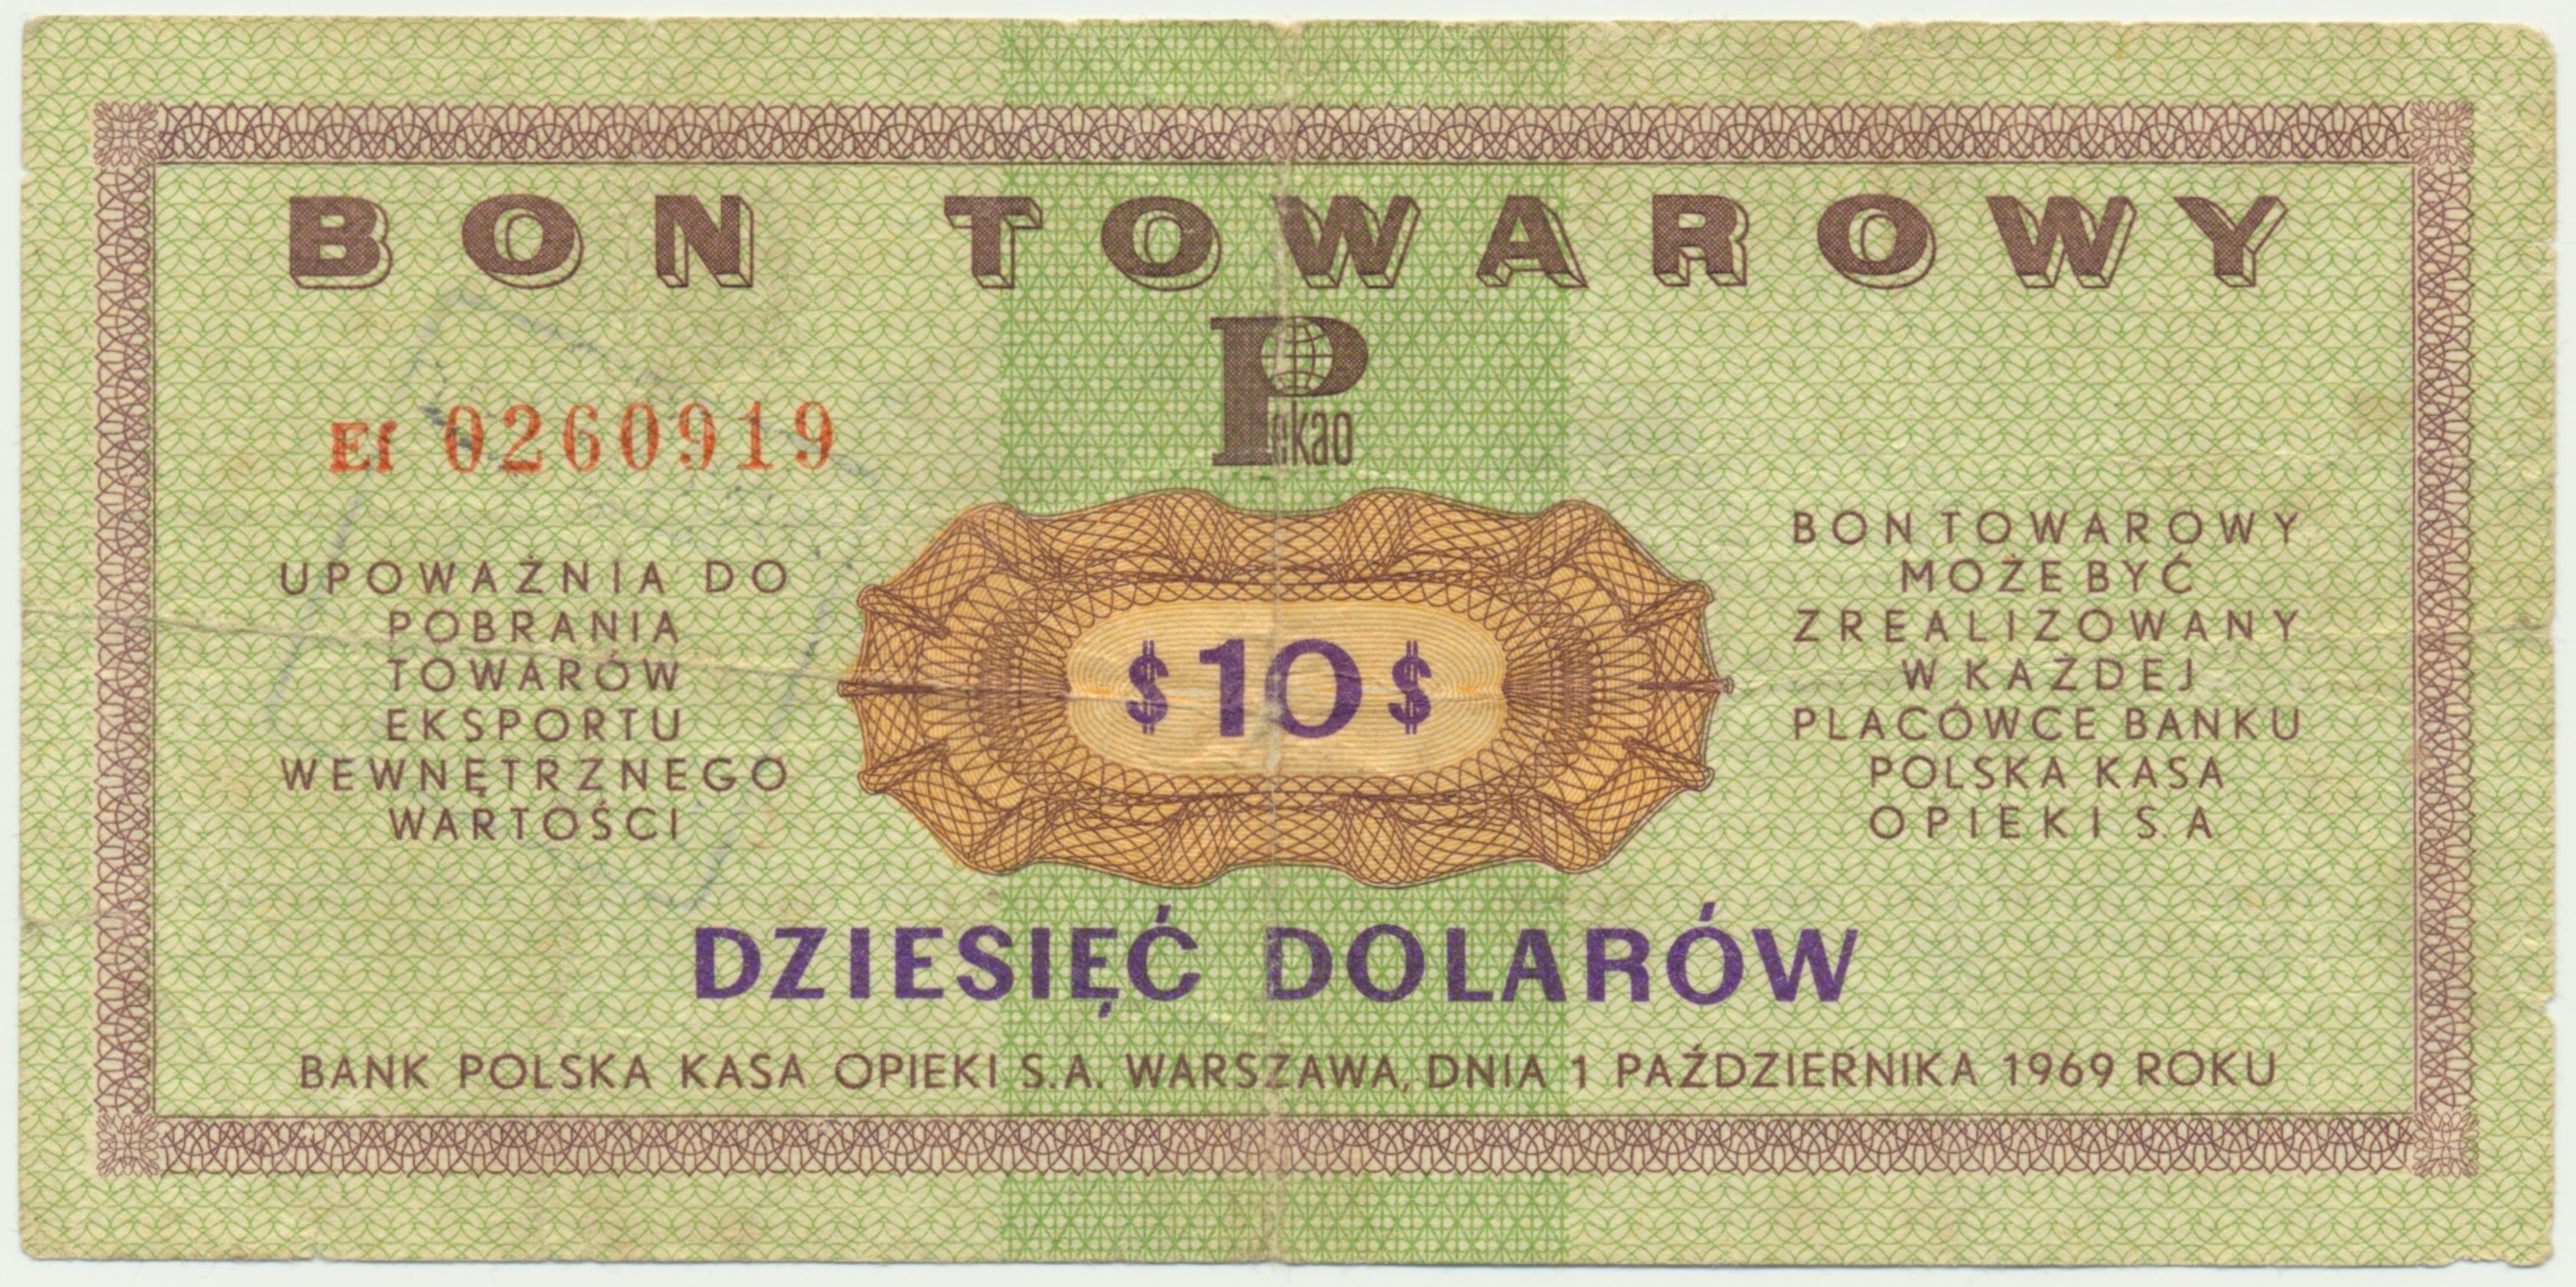 BON TOWAROWY
Pekao
Ef 0260919
UPOWAŻNIA DO
POBRANIA
TOWARÓW
EKSPORTU
WEWNĘTRZNEGO
WARTOŚCI
$10$
BON TOWAROWY
MOŻE BYĆ
ZREALIZOWANY
W KAŻDEJ
PLACÓWCE BANKU
POLSKA KASA
OPIEKI S A
DZIESIĘĆ DOLARÓW
BANK POLSKA KASA OPIEKI S.A. WARSZAWA, DNIA 1 PAŹDZIERNIKA 1969 ROKU